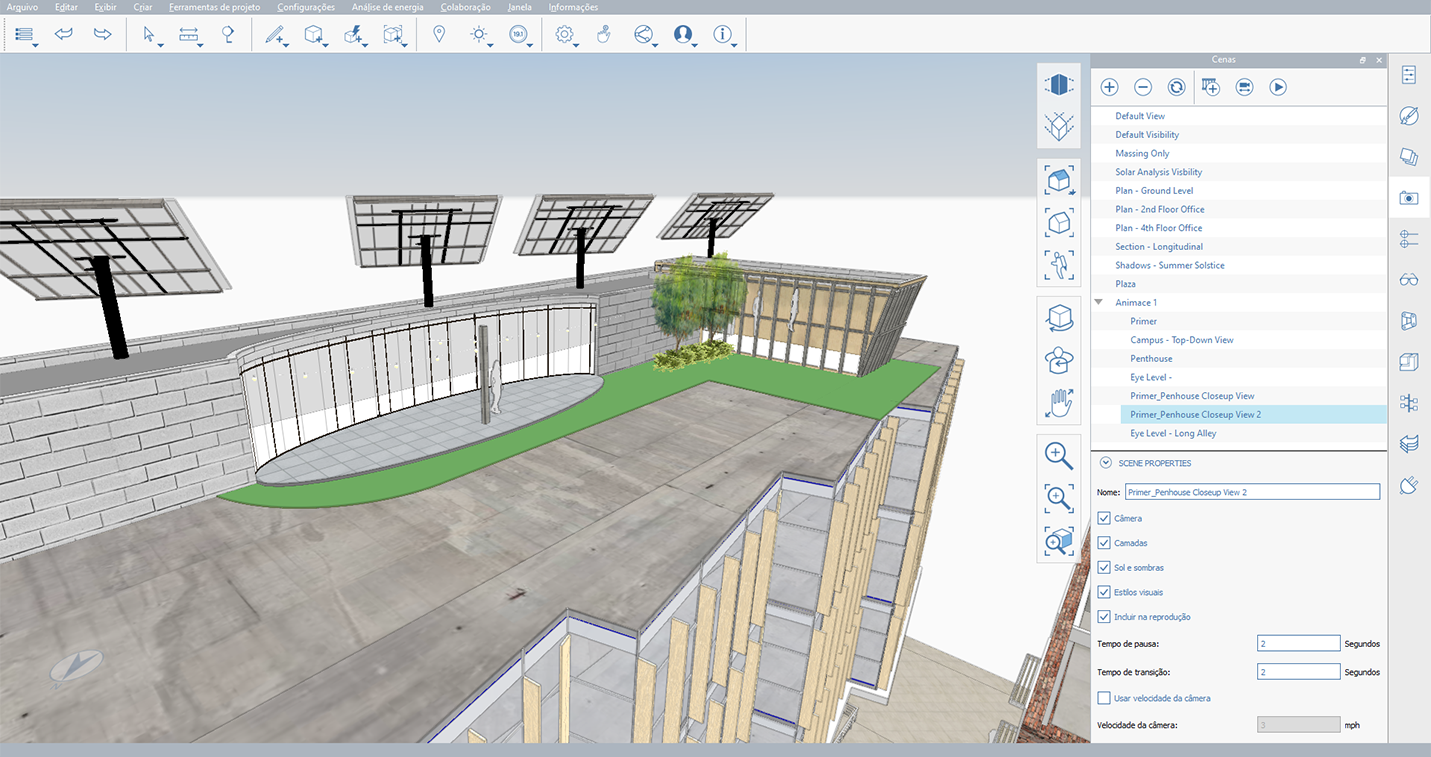 Arquivo Editar Exibir Criar Ferramentas de projeto Configurações Análise de energia Colaboração Janela Informações
19.1
Cenas
Default View
Default Visibility
Massing Only
Solar Analysis Visbility
Plan - Ground Level
Plan - 2nd Floor Office
Plan - 4th Floor Office
Section - Longitudinal
Shadows - Summer Solstice
Plaza
Animace 1
Primer
Campus - Top-Down View
Penthouse
Eye Level -
Primer_Penhouse Closeup View
Primer_Penhouse Closeup View 2
Eye Level - Long Alley
SCENE PROPERTIES
Nome: Primer_Penhouse Closeup View 2
Câmera
Camadas
Sol e sombras
Estilos visuais
Incluir na reprodução
Tempo de pausa: 2 Segundos
Tempo de transição: 2 Segundos
Usar velocidade da câmera
Velocidade da câmera: 3 mph